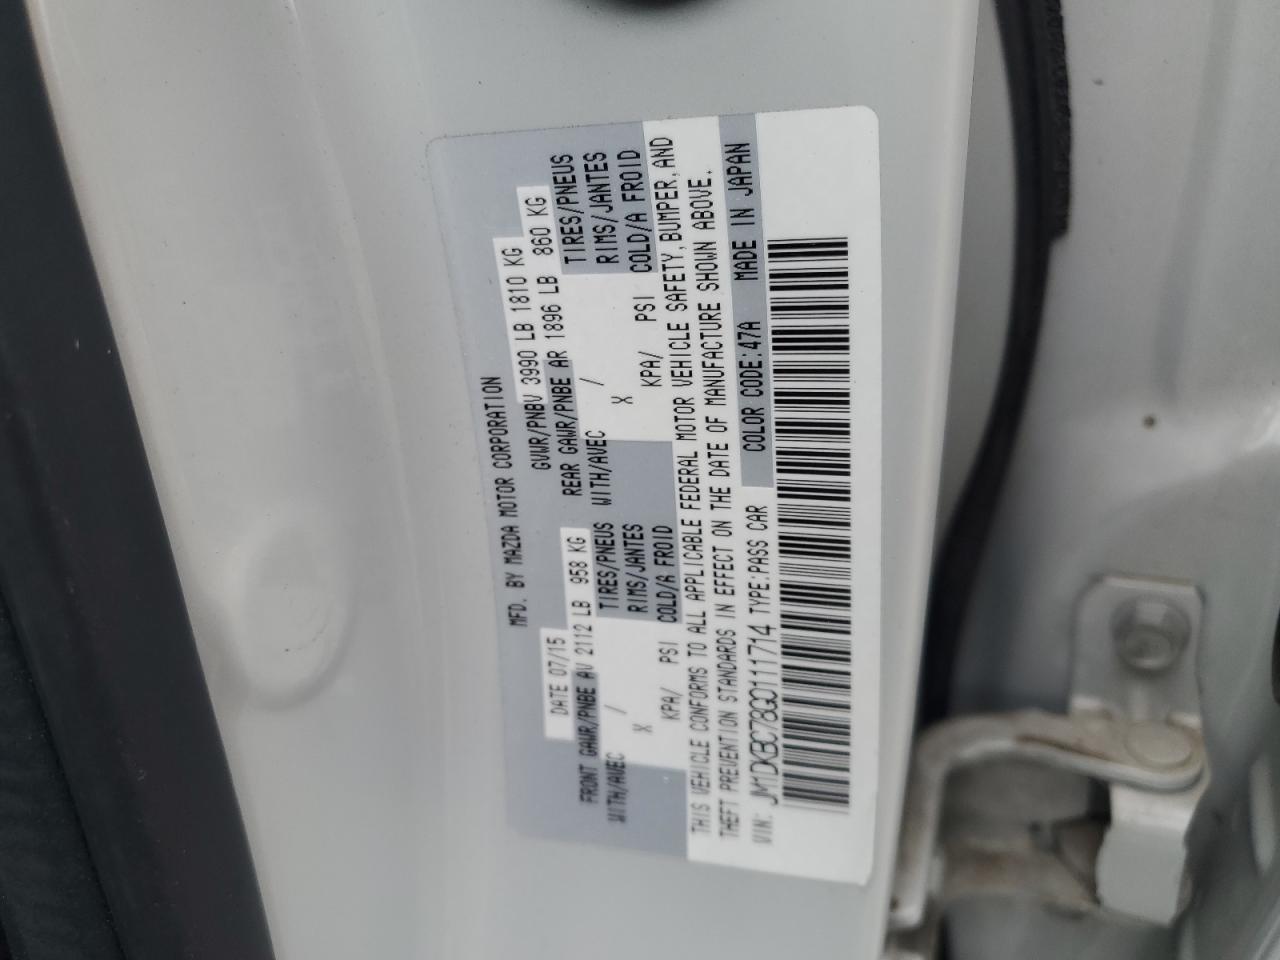 MFD. BY MAZDA MOTOR CORPORATION
DATE 07/15 GVWR/PNBV 3990 LB 1810 KG
FRONT GAWR/PNBE AV 2112 LB 958 KG REAR GAWR/PNBE AR 1896 LB 860 KG
WITH/AVEC / TIRES/PNEUS WITH/AVEC / TIRES/PNEUS
X RIMS/JANTES X RIMS/JANTES
KPA/ PSI COLD/A FROID KPA/ PSI COLD/A FROID
THIS VEHICLE CONFORMS TO ALL APPLICABLE FEDERAL MOTOR VEHICLE SAFETY, BUMPER, AND
THEFT PREVENTION STANDARDS IN EFFECT ON THE DATE OF MANUFACTURE SHOWN ABOVE.
VIN: JM1DKBC78G0111714 TYPE:PASS CAR COLOR CODE:47A MADE IN JAPAN